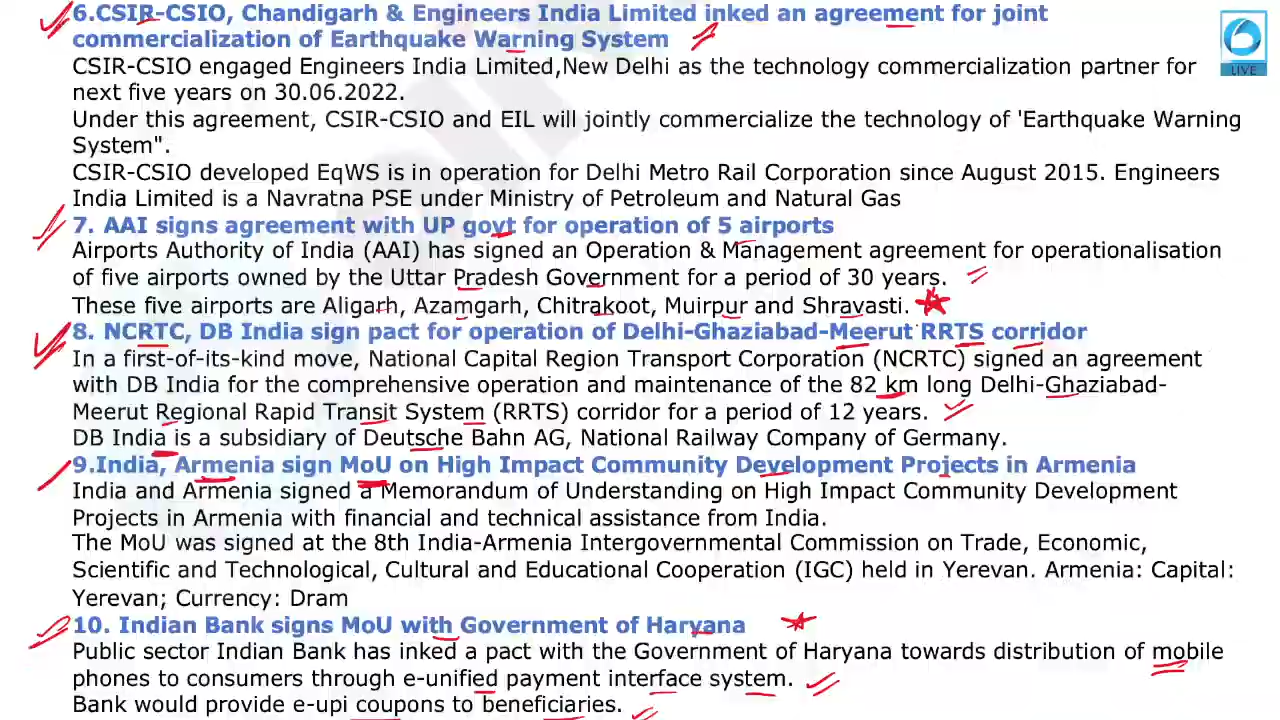 6.CSIR-CSIO, Chandigarh & Engineers India Limited inked an agreement for joint
commercialization of Earthquake Warning System
CSIR-CSIO engaged Engineers India Limited,New Delhi as the technology commercialization partner for
next five years on 30.06.2022.
Under this agreement, CSIR-CSIO and EIL will jointly commercialize the technology of 'Earthquake Warning
System".
CSIR-CSIO developed EqWS is in operation for Delhi Metro Rail Corporation since August 2015. Engineers
India Limited is a Navratna PSE under Ministry of Petroleum and Natural Gas
7. AAI signs agreement with UP govt for operation of 5 airports
Airports Authority of India (AAI) has signed an Operation & Management agreement for operationalisation
of five airports owned by the Uttar Pradesh Government for a period of 30 years.
These five airports are Aligarh, Azamgarh, Chitrakoot, Muirpur and Shravasti.
8. NCRTC, DB India sign pact for operation of Delhi-Ghaziabad-Meerut RRTS corridor
In a first-of-its-kind move, National Capital Region Transport Corporation (NCRTC) signed an agreement
with DB India for the comprehensive operation and maintenance of the 82 km long Delhi-Ghaziabad-
Meerut Regional Rapid Transit System (RRTS) corridor for a period of 12 years.
DB India is a subsidiary of Deutsche Bahn AG, National Railway Company of Germany.
9.India, Armenia sign MoU on High Impact Community Development Projects in Armenia
India and Armenia signed a Memorandum of Understanding on High Impact Community Development
Projects in Armenia with financial and technical assistance from India.
The MoU was signed at the 8th India-Armenia Intergovernmental Commission on Trade, Economic,
Scientific and Technological, Cultural and Educational Cooperation (IGC) held in Yerevan. Armenia: Capital:
Yerevan; Currency: Dram
10. Indian Bank signs MoU with Government of Haryana
Public sector Indian Bank has inked a pact with the Government of Haryana towards distribution of mobile
phones to consumers through e-unified payment interface system.
Bank would provide e-upi coupons to beneficiaries.
LIVE